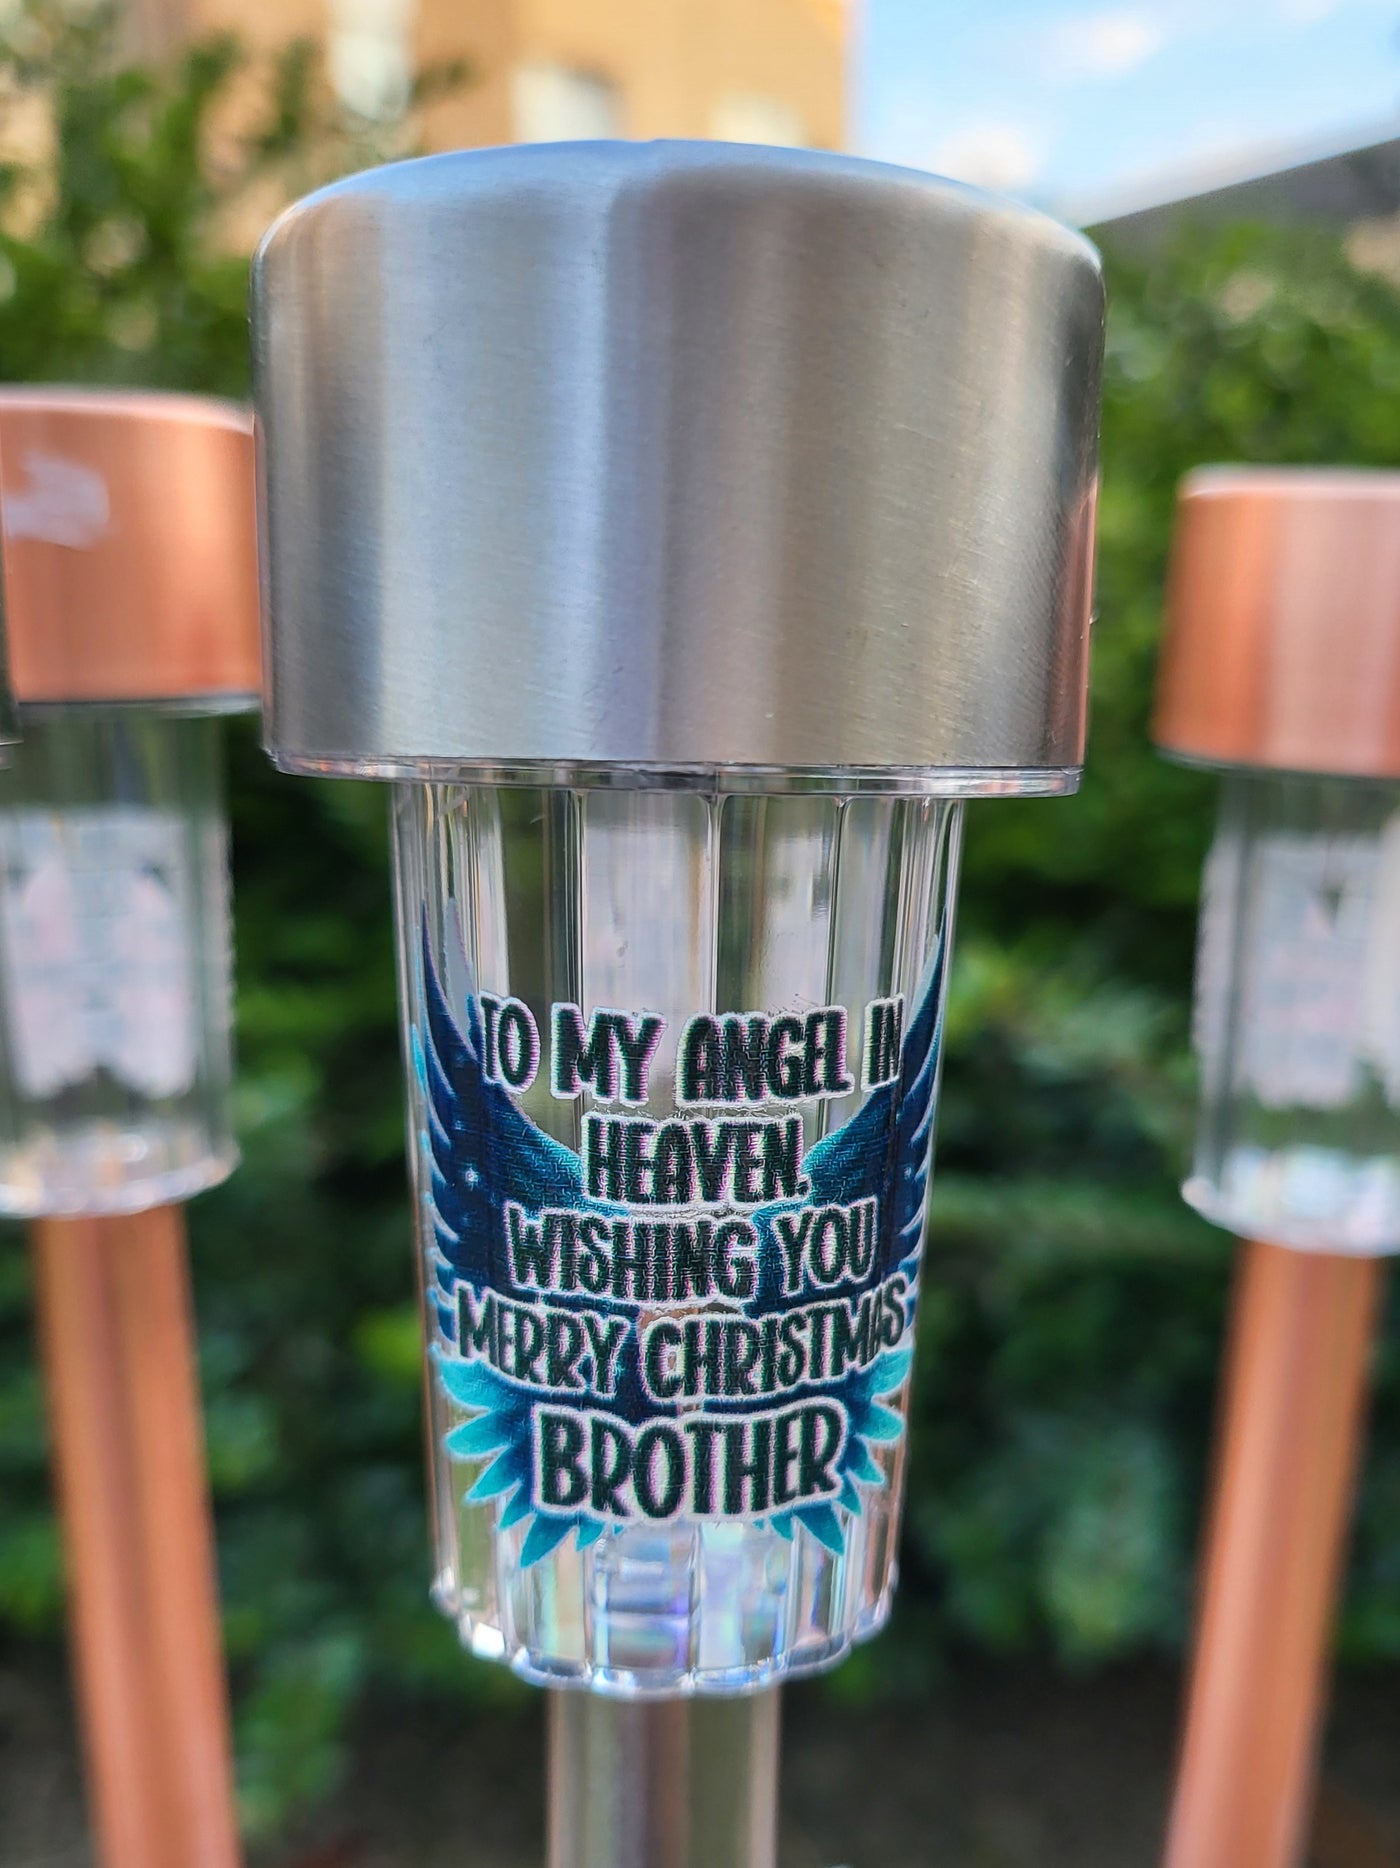 TO MY ANGEL IN
HEAVEN.
WISHING YOU
MERRY CHRISTMAS
BROTHER